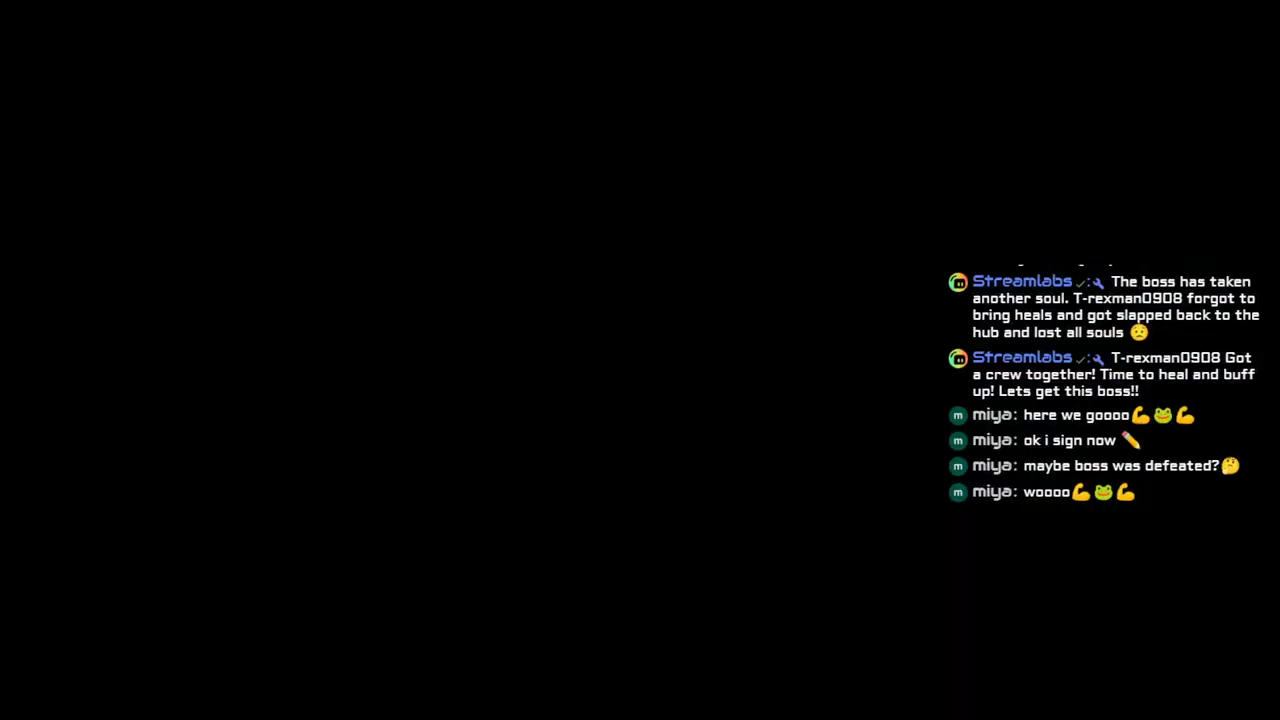 Streamlabs : The boss has taken
another soul. T-rexman0908 forgot to
bring heals and got slapped back to the
hub and lost all souls 😟
Streamlabs : T-rexman0908 Got
a crew together! Time to heal and buff
up! Lets get this boss!!
m miya: here we goooo💪🐸💪
m miya: ok i sign now ✏️
m miya: maybe boss was defeated?🤔
m miya: woooo💪🐸💪